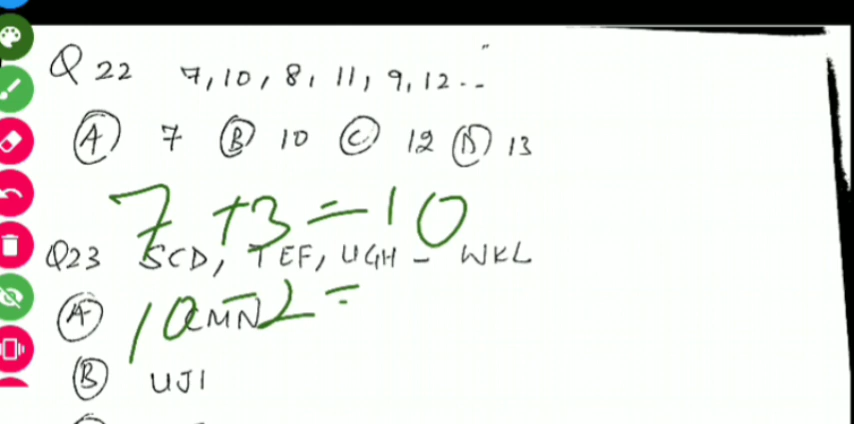 Q 22 7, 10, 8, 11, 9, 12 . . -
(A) 7 (B) 10 (C) 12 (D) 13
7 + 3 = 10
Q23 SCD, TEF, UGH - WKL
(A) MN
10 - 2 =
(B) UJI